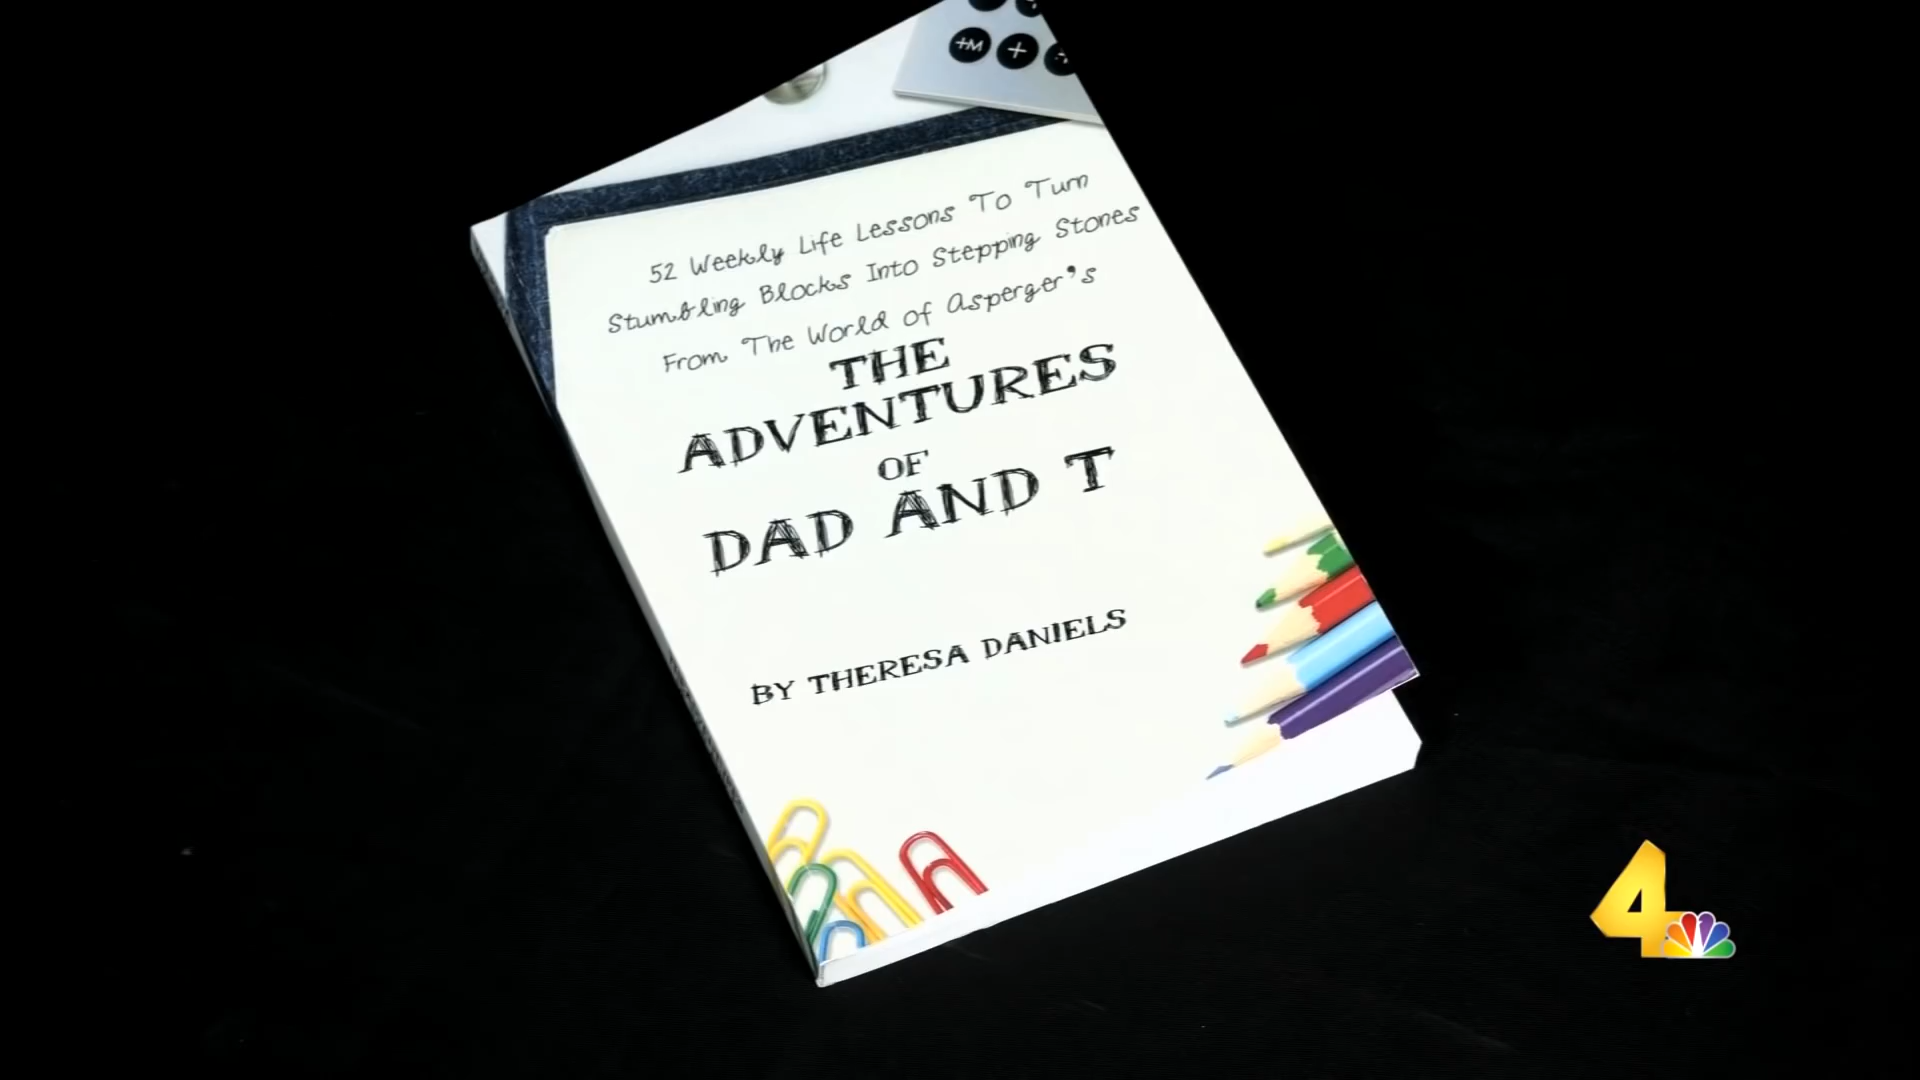 +M +
52 Weekly Life Lessons To Turn
Stumbling Blocks Into Stepping Stones
From The World of Asperger's
THE
ADVENTURES
OF
DAD AND T
BY THERESA DANIELS
4